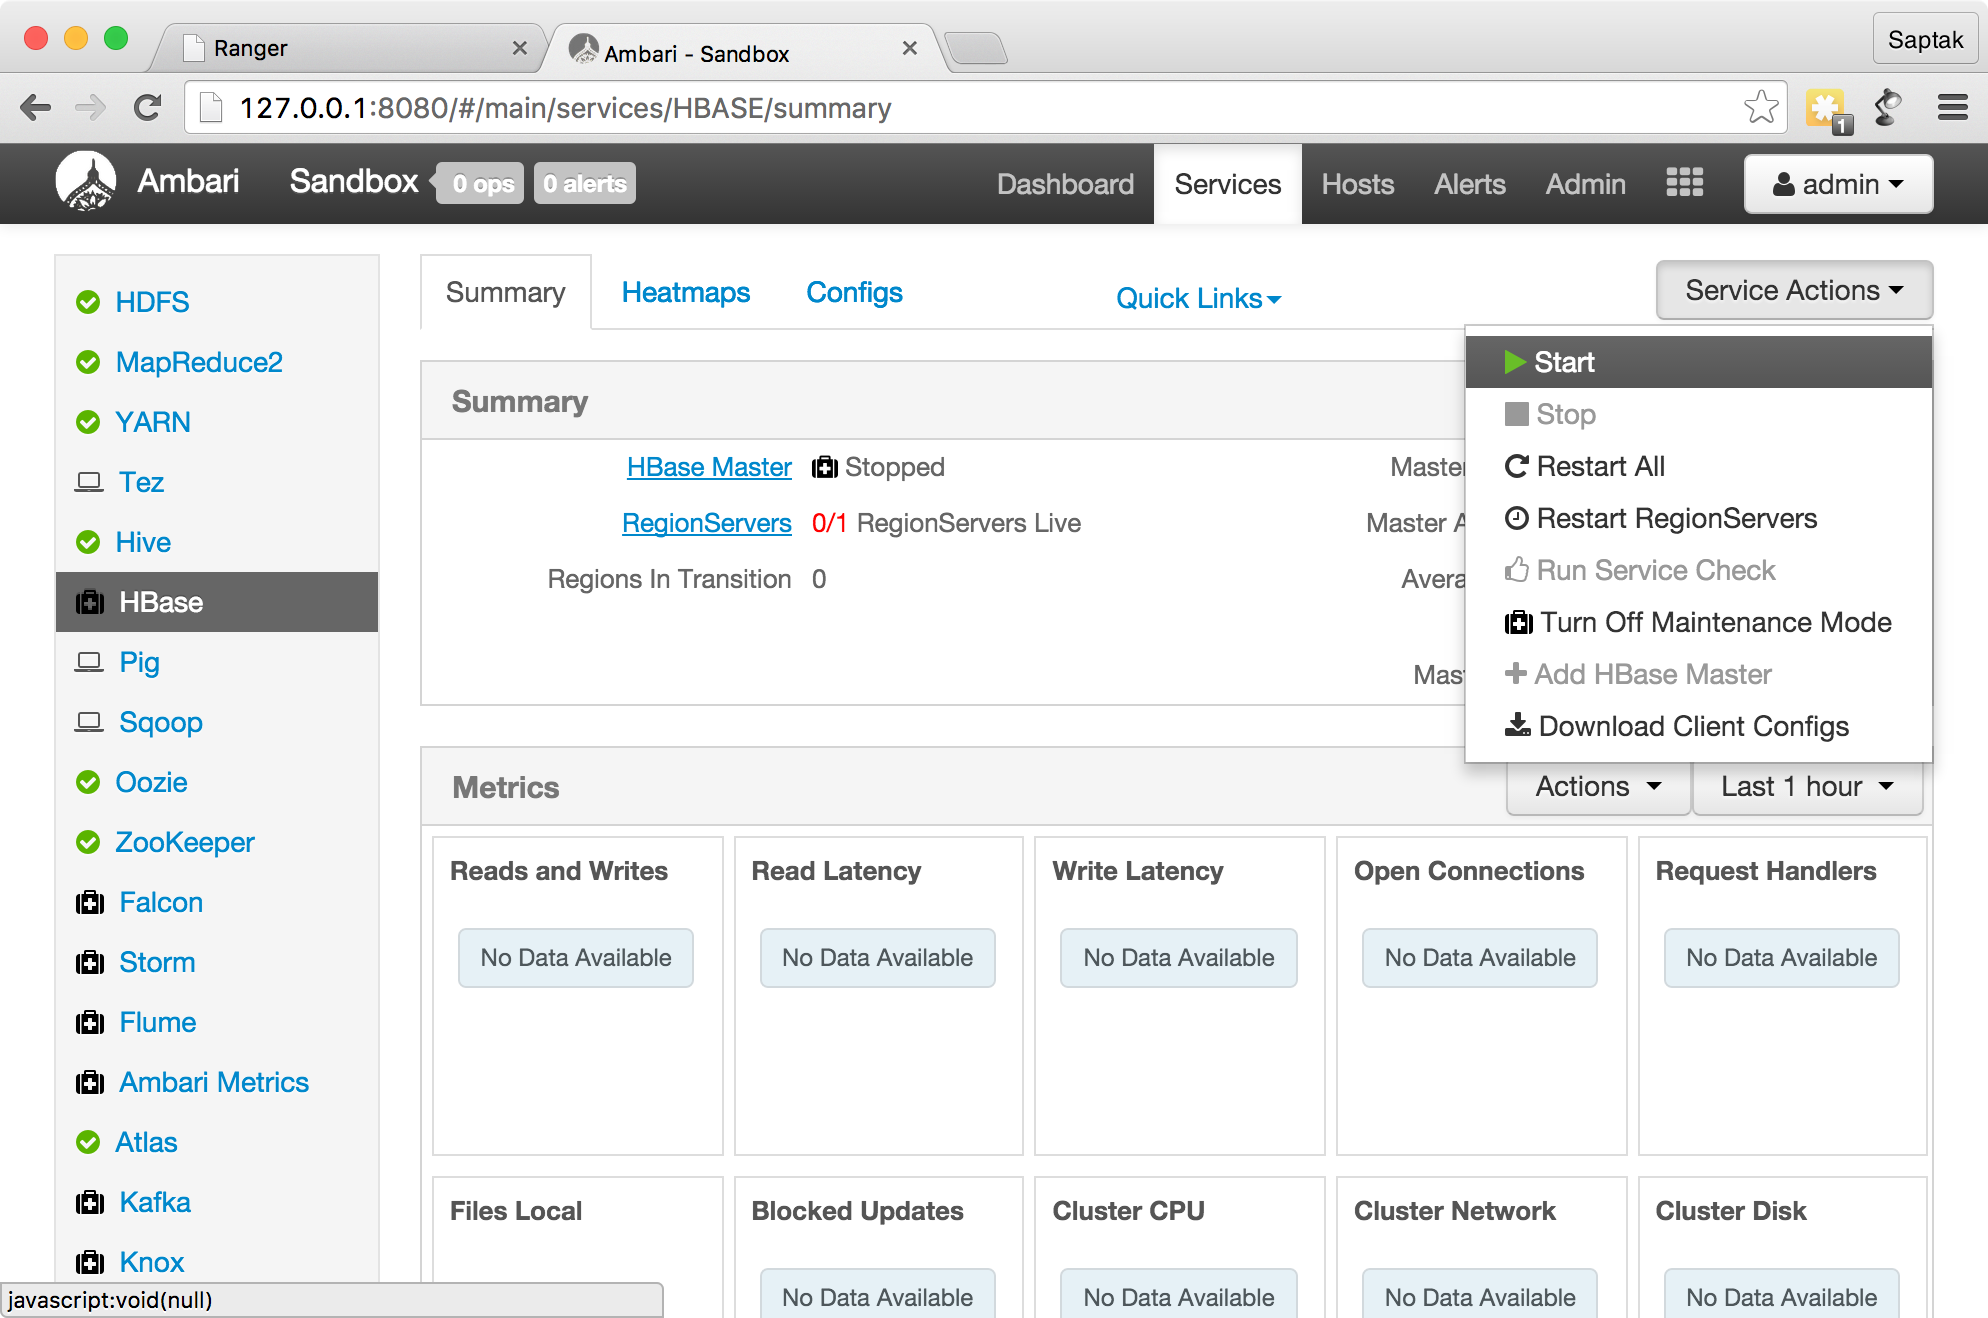 Ranger
Ambari - Sandbox
Saptak
127.0.0.1:8080/#/main/services/HBASE/summary
1
Ambari Sandbox 0 ops 0 alerts Dashboard Services Hosts Alerts Admin admin
HDFS
MapReduce2
YARN
Tez
Hive
HBase
Pig
Sqoop
Oozie
ZooKeeper
Falcon
Storm
Flume
Ambari Metrics
Atlas
Kafka
Knox
Summary Heatmaps Configs Quick Links Service Actions
Start
Stop
Restart All
Restart RegionServers
Run Service Check
Turn Off Maintenance Mode
Add HBase Master
Download Client Configs
Summary
HBase Master Stopped Master
RegionServers 0/1 RegionServers Live Master A
Regions In Transition 0 Avera
Mast
Metrics Actions Last 1 hour
Reads and Writes Read Latency Write Latency Open Connections Request Handlers
No Data Available No Data Available No Data Available No Data Available No Data Available
Files Local Blocked Updates Cluster CPU Cluster Network Cluster Disk
No Data Available No Data Available No Data Available No Data Available
javascript:void(null)